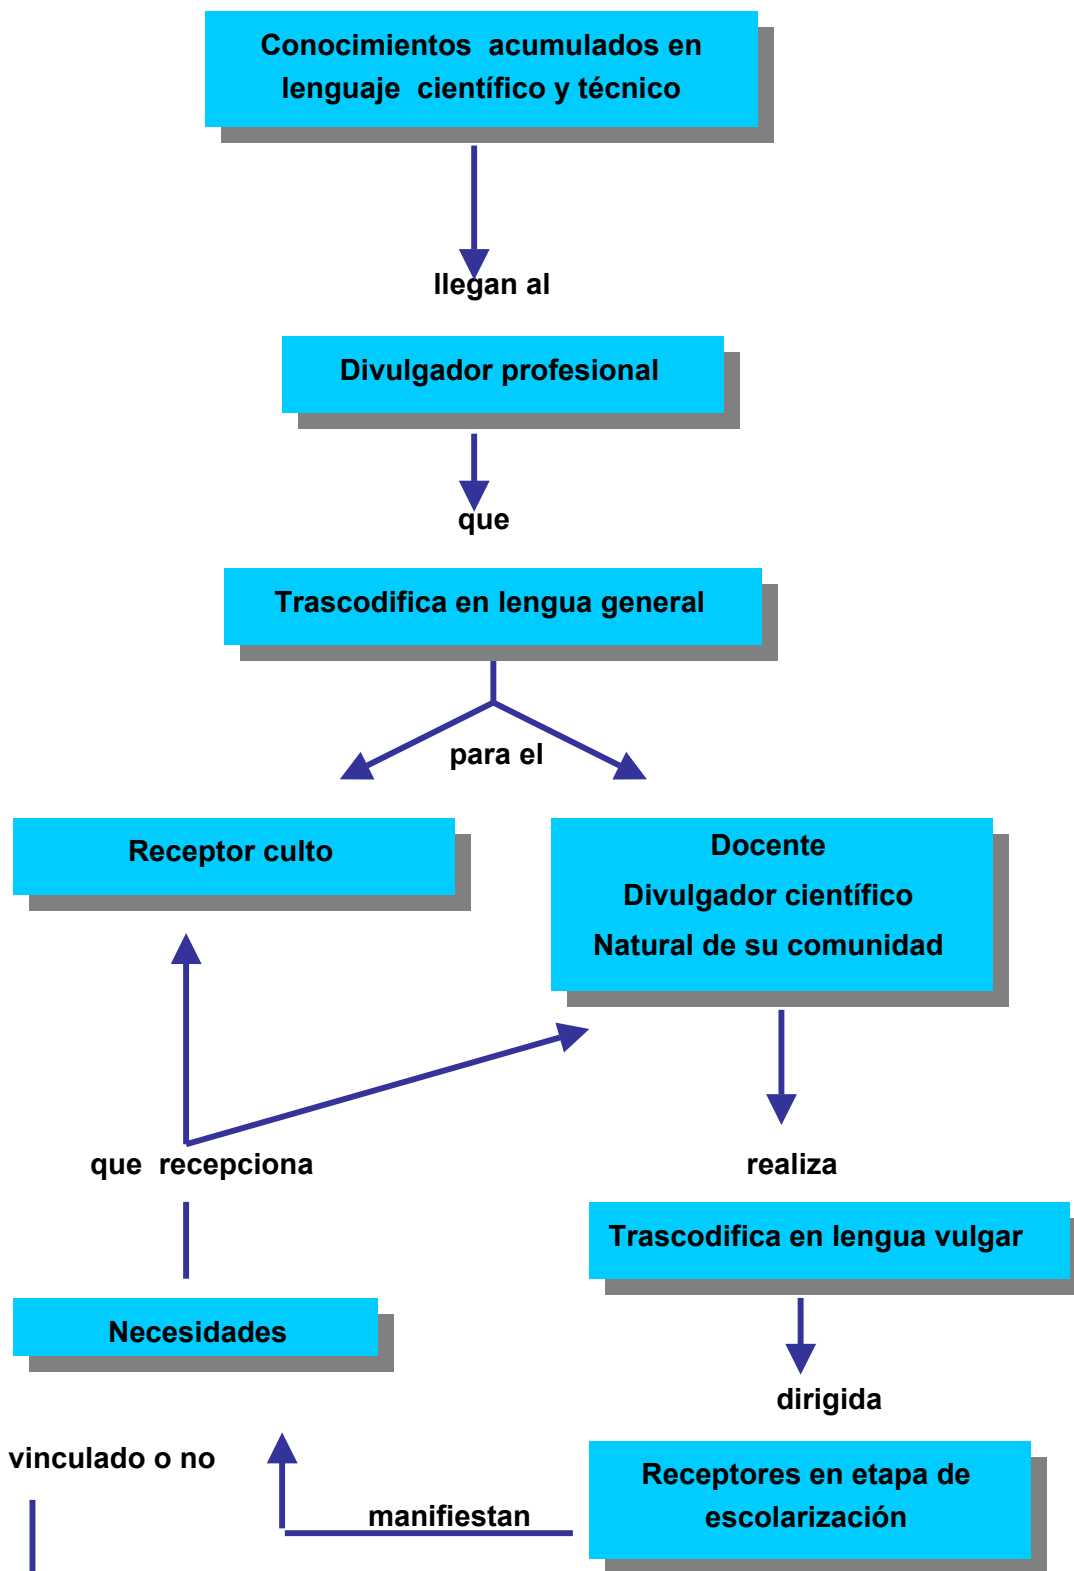 Conocimientos acumulados en
lenguaje científico y técnico
llegan al
Divulgador profesional
que
Trascodifica en lengua general
para el
Receptor culto
Docente
Divulgador científico
Natural de su comunidad
que recepciona
realiza
Trascodifica en lengua vulgar
Necesidades
dirigida
vinculado o no
Receptores en etapa de
escolarización
manifiestan